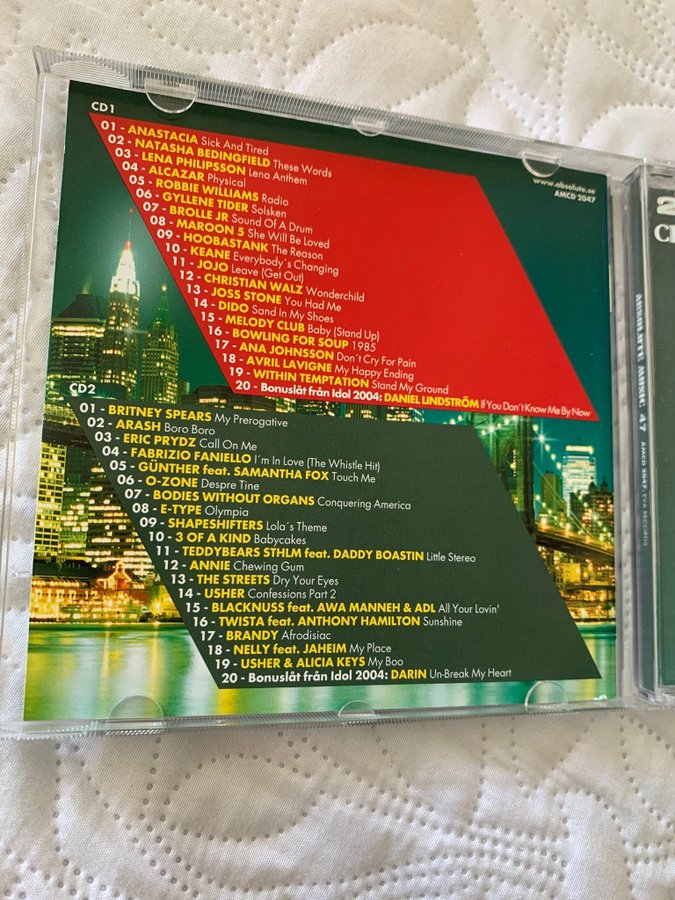 CD1
01 - ANASTACIA Sick And Tired
02 - NATASHA BEDINGFIELD These Words
03 - LENA PHILIPSSON Lena Anthem
04 - ALCAZAR Physical
05 - ROBBIE WILLIAMS Radio
06 - GYLLENE TIDER Solsken
07 - BROLLE JR Sound Of A Drum
08 - MAROON 5 She Will Be Loved
09 - HOOBASTANK The Reason
10 - KEANE Everybody´s Changing
11 - JOJO Leave (Get Out)
12 - CHRISTIAN WALZ Wonderchild
13 - JOSS STONE You Had Me
14 - DIDO Sand In My Shoes
15 - MELODY CLUB Baby (Stand Up)
16 - BOWLING FOR SOUP 1985
17 - ANA JOHNSSON Don´t Cry For Pain
18 - AVRIL LAVIGNE My Happy Ending
19 - WITHIN TEMPTATION Stand My Ground
20 - Bonuslåt från Idol 2004: DANIEL LINDSTRÖM If You Don´t Know Me By Now
www.absolute.se
AMCD 2047
CD2
01 - BRITNEY SPEARS My Prerogative
02 - ARASH Boro Boro
03 - ERIC PRYDZ Call On Me
04 - FABRIZIO FANIELLO I´m In Love (The Whistle Hit)
05 - GÜNTHER feat. SAMANTHA FOX Touch Me
06 - O-ZONE Despre Tine
07 - BODIES WITHOUT ORGANS Conquering America
08 - E-TYPE Olympia
09 - SHAPESHIFTERS Lola´s Theme
10 - 3 OF A KIND Babycakes
11 - TEDDYBEARS STHLM feat. DADDY BOASTIN Little Stereo
12 - ANNIE Chewing Gum
13 - THE STREETS Dry Your Eyes
14 - USHER Confessions Part 2
15 - BLACKNUSS feat. AWA MANNEH & ADL All Your Lovin'
16 - TWISTA feat. ANTHONY HAMILTON Sunshine
17 - BRANDY Afrodisiac
18 - NELLY feat. JAHEIM My Place
19 - USHER & ALICIA KEYS My Boo
20 - Bonuslåt från Idol 2004: DARIN Un-Break My Heart
ABSOLUTE MUSIC 47 AMCD 2047 EVA RECORDS
2
C